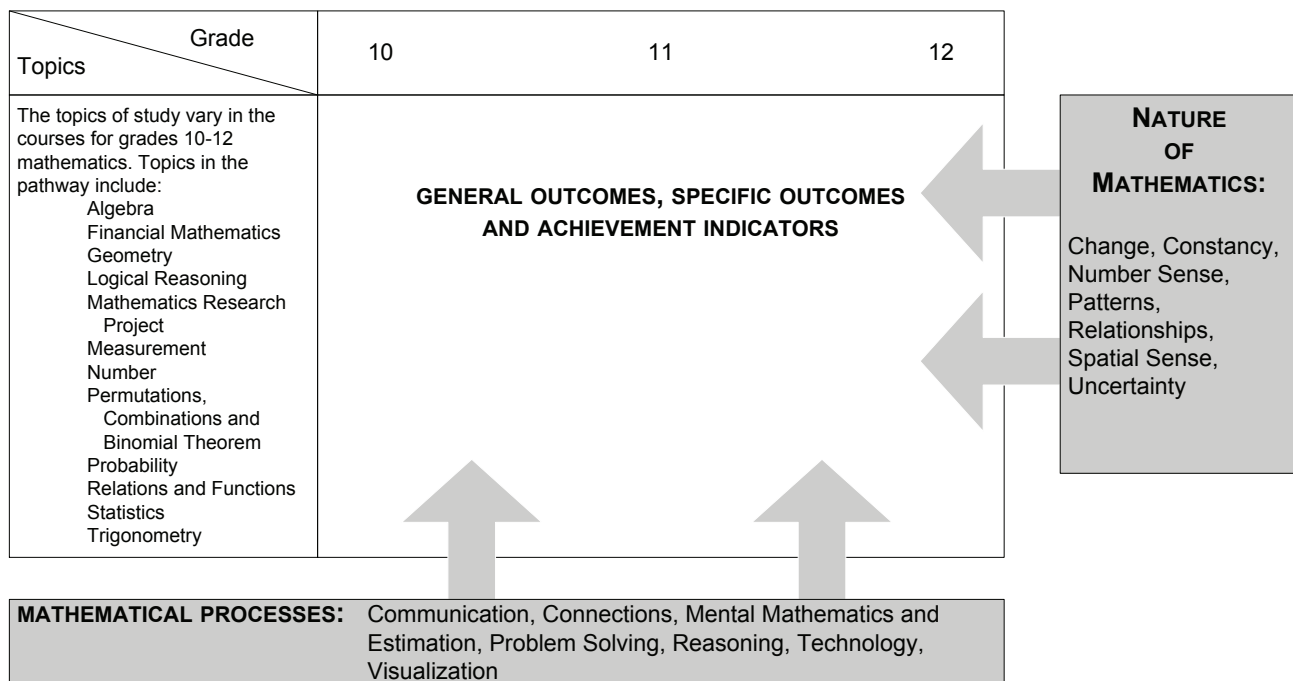 Grade
Topics
10 11 12
The topics of study vary in the
courses for grades 10-12
mathematics. Topics in the
pathway include:
Algebra
Financial Mathematics
Geometry
Logical Reasoning
Mathematics Research
Project
Measurement
Number
Permutations,
Combinations and
Binomial Theorem
Probability
Relations and Functions
Statistics
Trigonometry
GENERAL OUTCOMES, SPECIFIC OUTCOMES
AND ACHIEVEMENT INDICATORS
NATURE
OF
MATHEMATICS:
Change, Constancy,
Number Sense,
Patterns,
Relationships,
Spatial Sense,
Uncertainty
MATHEMATICAL PROCESSES: Communication, Connections, Mental Mathematics and
Estimation, Problem Solving, Reasoning, Technology,
Visualization